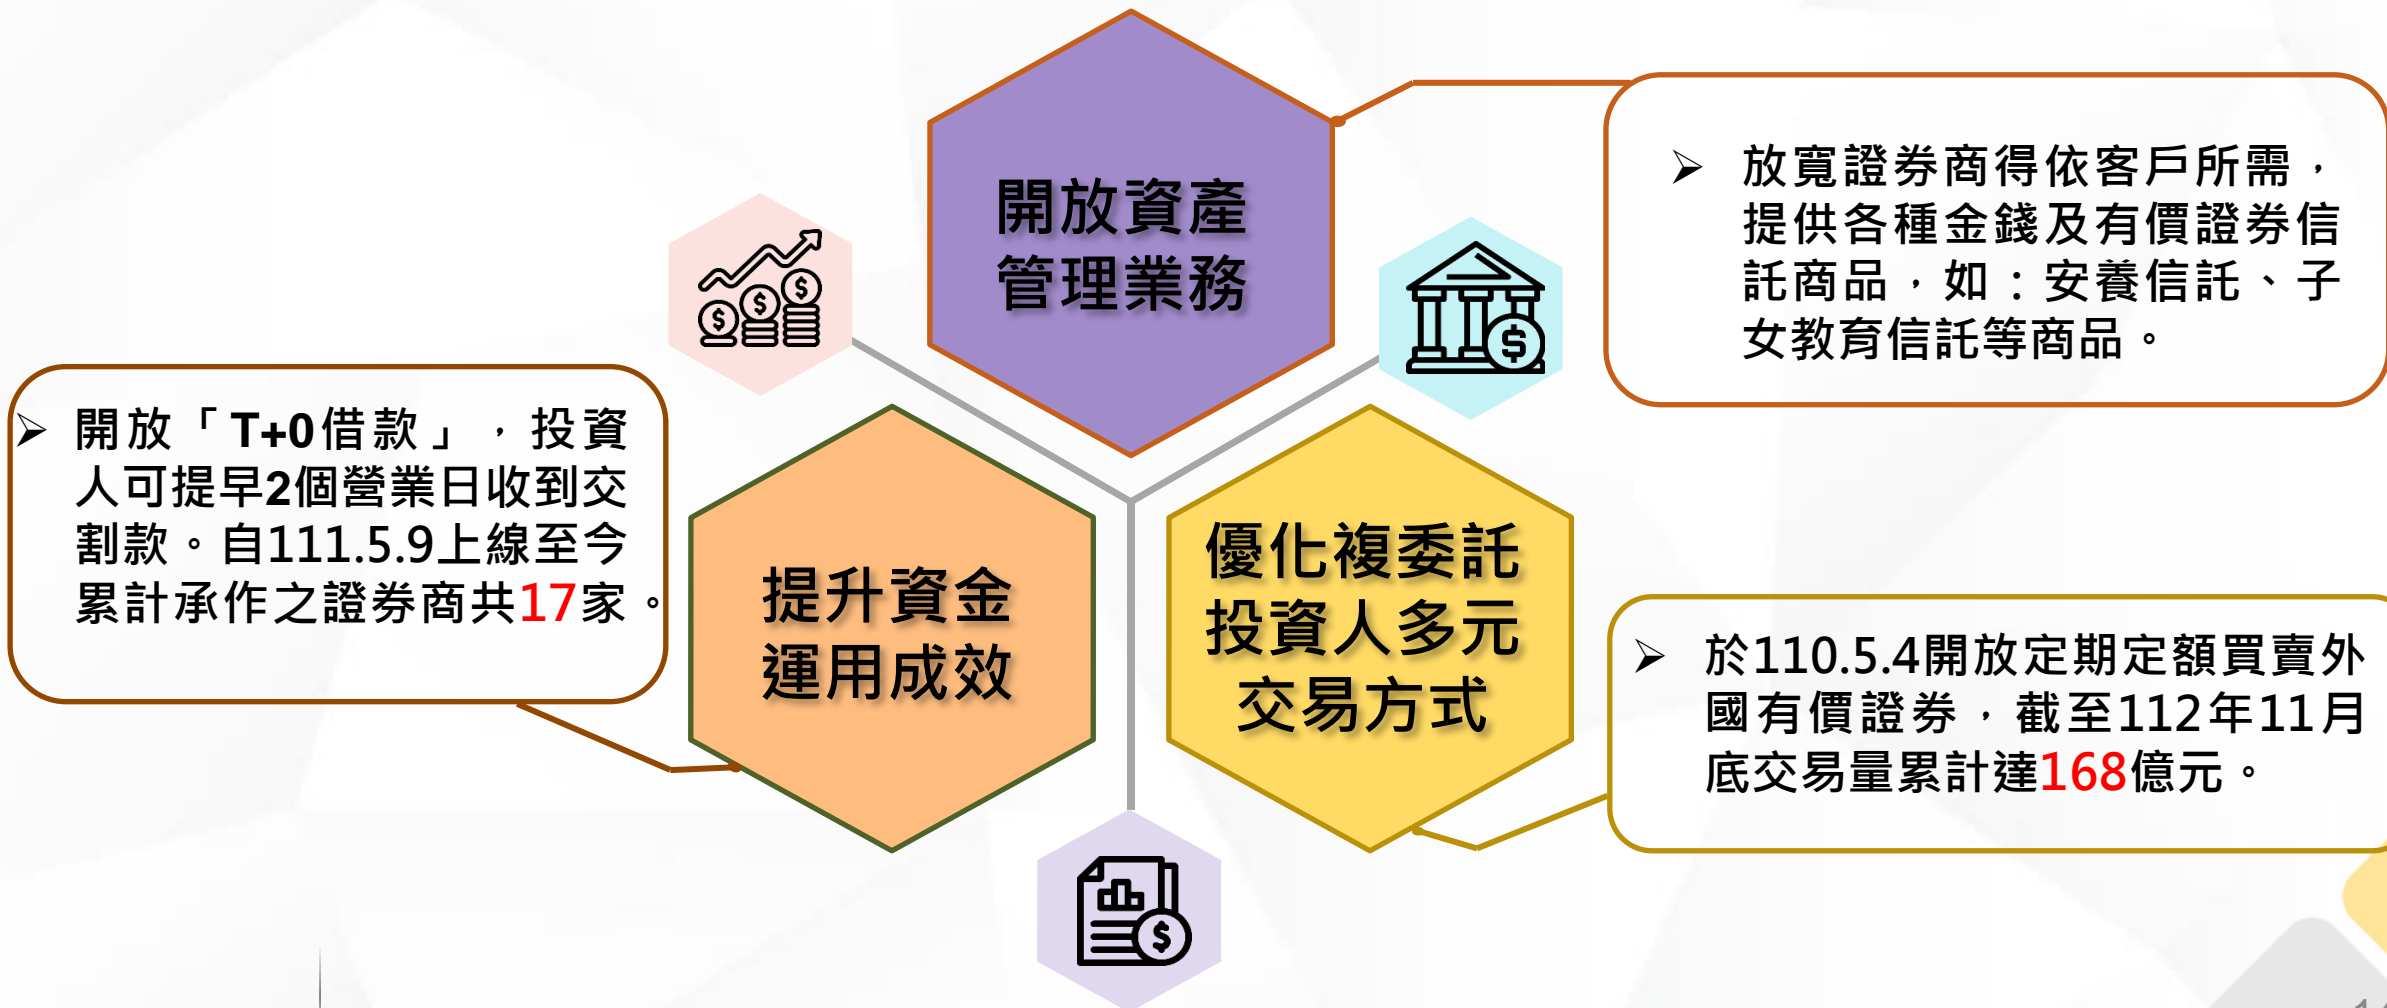 開放資產
管理業務
➢ 放寬證券商得依客戶所需，
提供各種金錢及有價證券信
託商品，如：安養信託、子
女教育信託等商品。
➢ 開放「T+0借款」，投資
人可提早2個營業日收到交
割款。自111.5.9上線至今
累計承作之證券商共17家。
提升資金
運用成效
優化複委託
投資人多元
交易方式
➢ 於110.5.4開放定期定額買賣外
國有價證券，截至112年11月
底交易量累計達168億元。